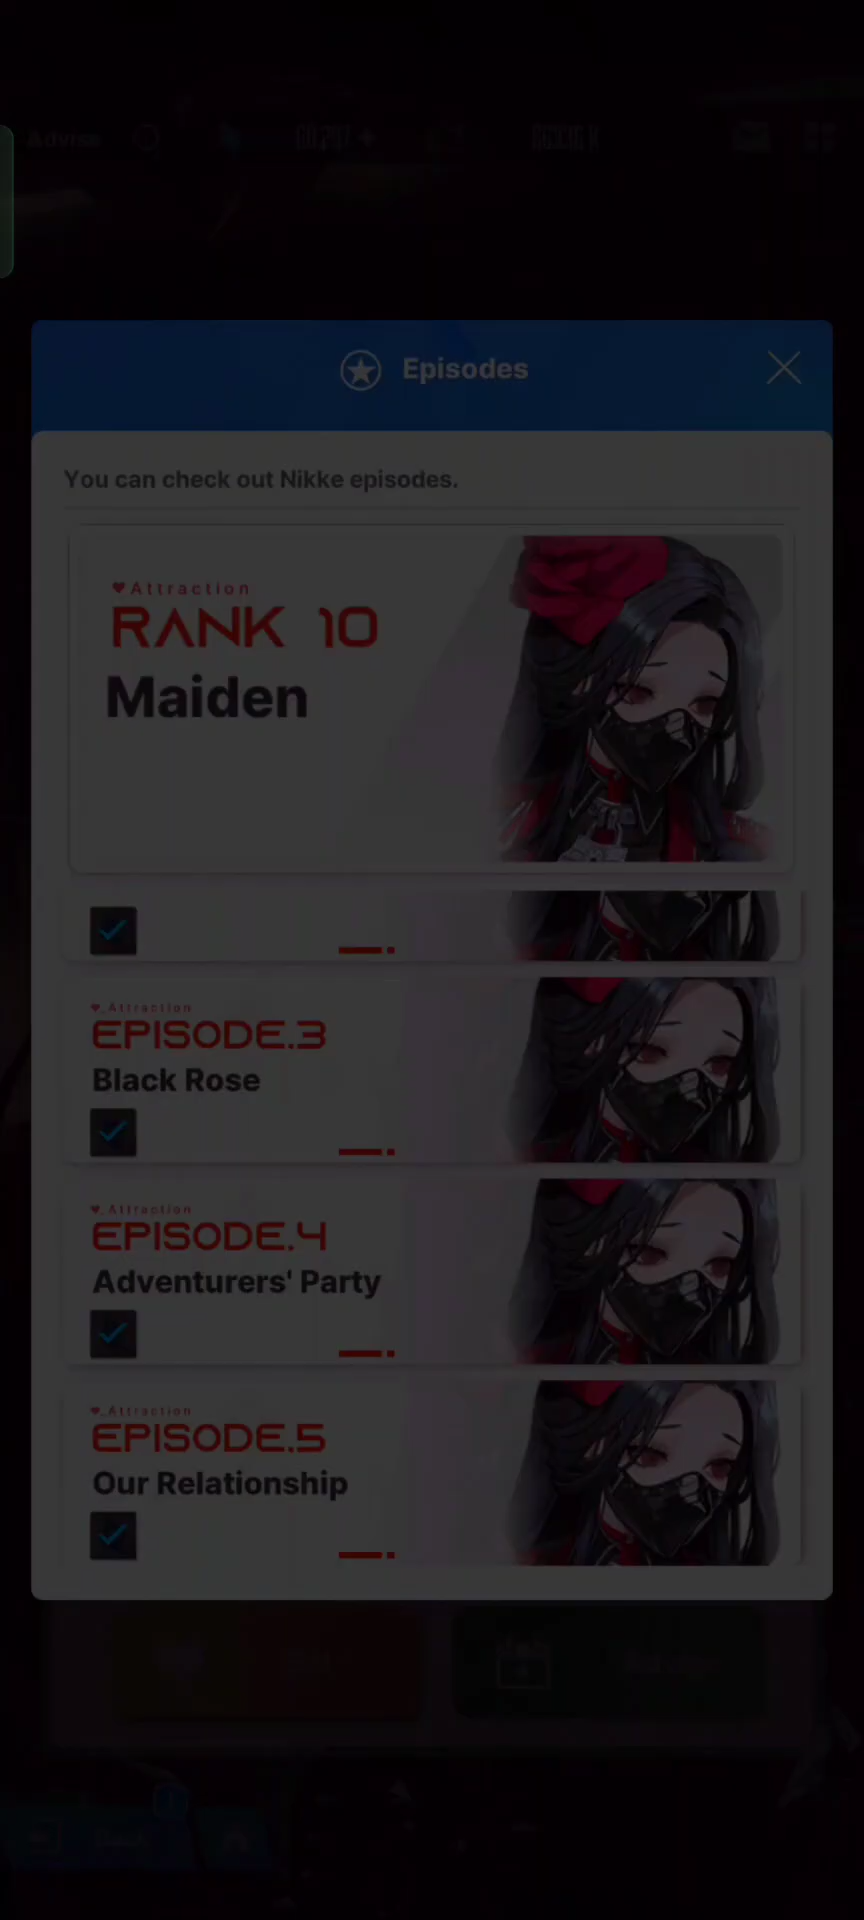 Advise
Episodes
You can check out Nikke episodes.
♥Attraction
RANK 10
Maiden
♥ Attraction
EPISODE.3
Black Rose
♥ Attraction
EPISODE.4
Adventurers' Party
♥ Attraction
EPISODE.5
Our Relationship